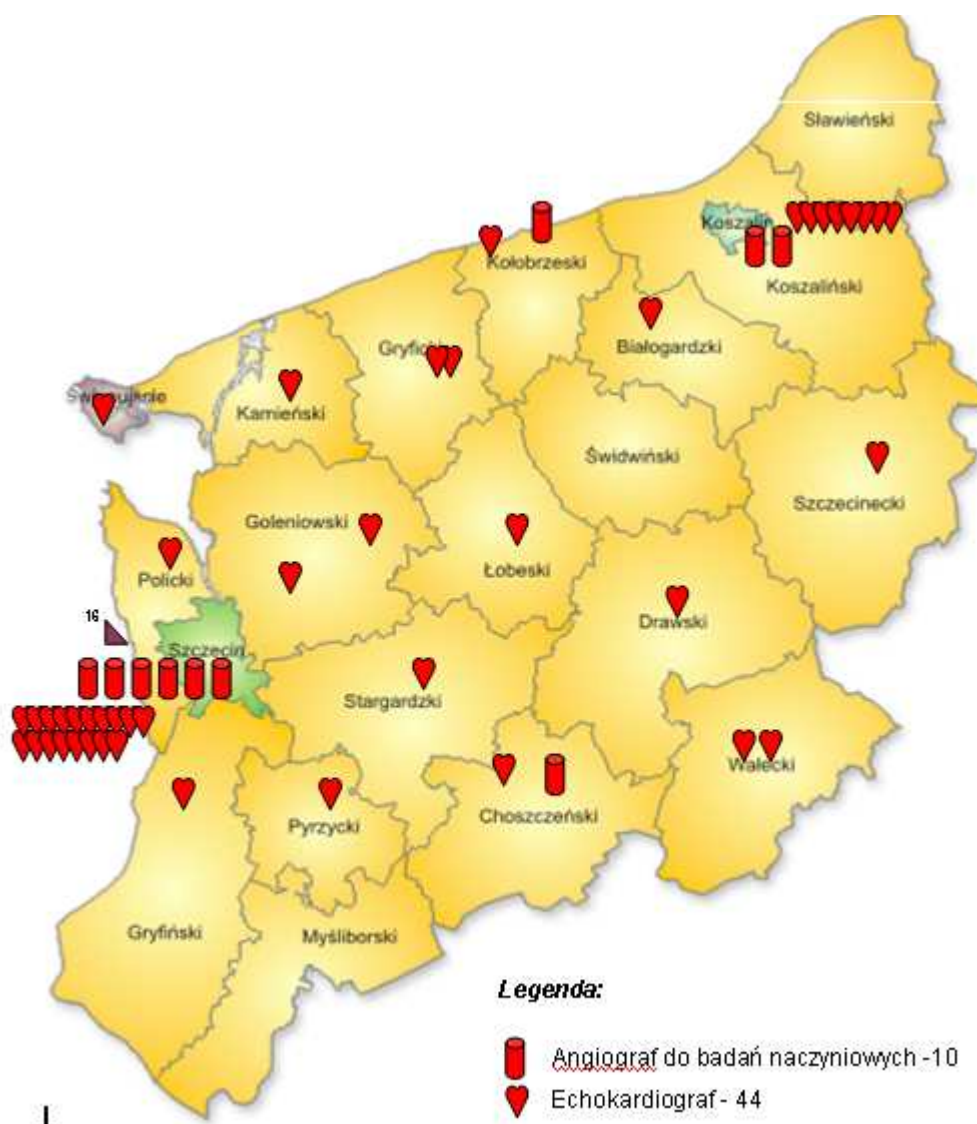 Sławieński
Koszalin
Kołobrzeski
Koszaliński
Gryficki
Białogardzki
Świnoujście
Kamieński
Świdwiński
Szczecinecki
Goleniowski
Łobeski
Policki
16
Drawski
Szczecin
Stargardzki
Wałecki
Choszczeński
Pyrzycki
Gryfiński
Myśliborski
Legenda:
Angiograf do badań naczyniowych -10
Echokardiograf - 44